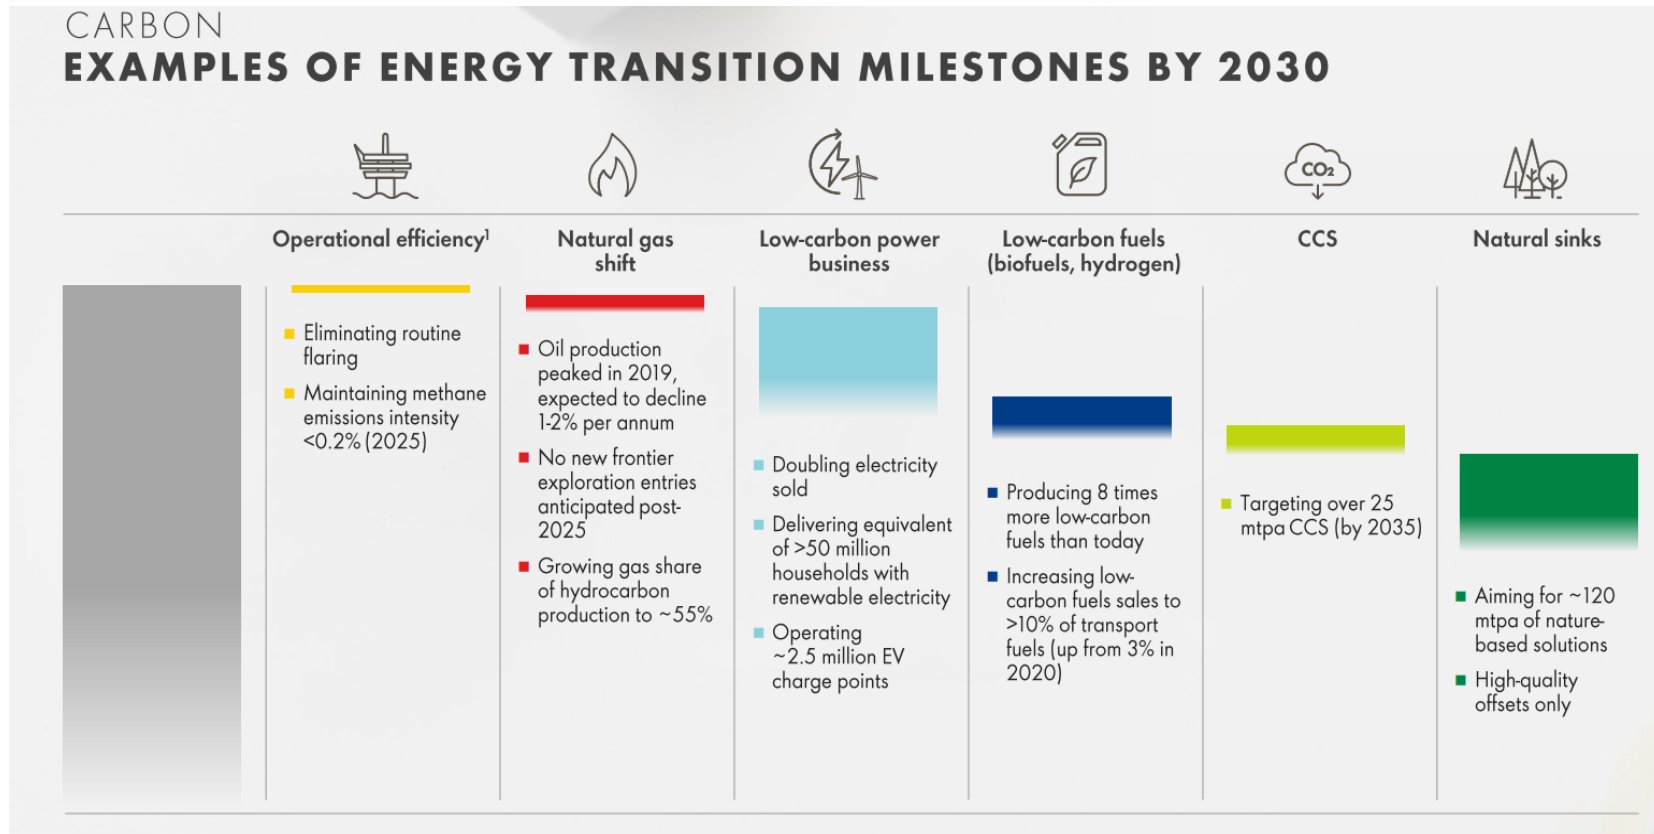 CARBON
EXAMPLES OF ENERGY TRANSITION MILESTONES BY 2030
CO₂
Operational efficiency¹
Natural gas
shift
Low-carbon power
business
Low-carbon fuels
(biofuels, hydrogen)
CCS
Natural sinks
Eliminating routine
flaring
Maintaining methane
emissions intensity
<0.2% (2025)
Oil production
peaked in 2019,
expected to decline
1-2% per annum
No new frontier
exploration entries
anticipated post-
2025
Growing gas share
of hydrocarbon
production to ~55%
Doubling electricity
sold
Delivering equivalent
of >50 million
households with
renewable electricity
Operating
~2.5 million EV
charge points
Producing 8 times
more low-carbon
fuels than today
Increasing low-
carbon fuels sales to
>10% of transport
fuels (up from 3% in
2020)
Targeting over 25
mtpa CCS (by 2035)
Aiming for ~120
mtpa of nature-
based solutions
High-quality
offsets only